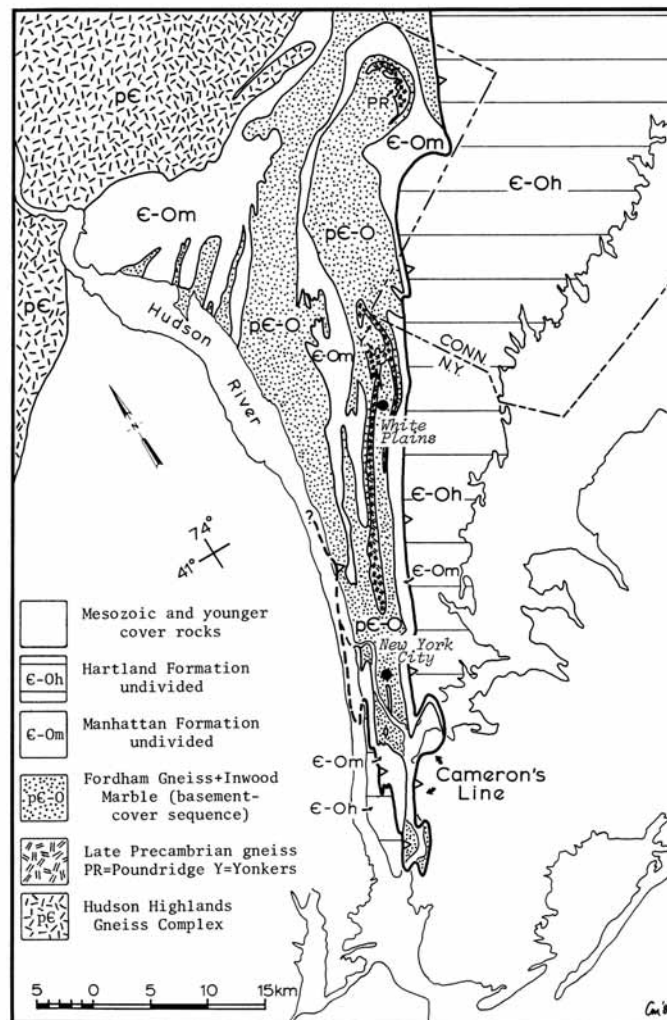 pЄ
PR
Є-Om
Є-Oh
Є-Om
pЄ-O
pЄ
pЄ-O
Hudson
River
Є-Om
CONN.
N.Y.
Y
White
Plains
Є-Oh
?
74°
41°
Є-Om
pЄ-O
New York
City
Є-Om
Є-Oh
Cameron's
Line
Mesozoic and younger
cover rocks
Є-Oh
Hartland Formation
undivided
Є-Om
Manhattan Formation
undivided
pЄ-O
Fordham Gneiss+Inwood
Marble (basement-
cover sequence)
Late Precambrian gneiss
PR=Poundridge Y=Yonkers
pЄ
Hudson Highlands
Gneiss Complex
5 0 5 10 15km